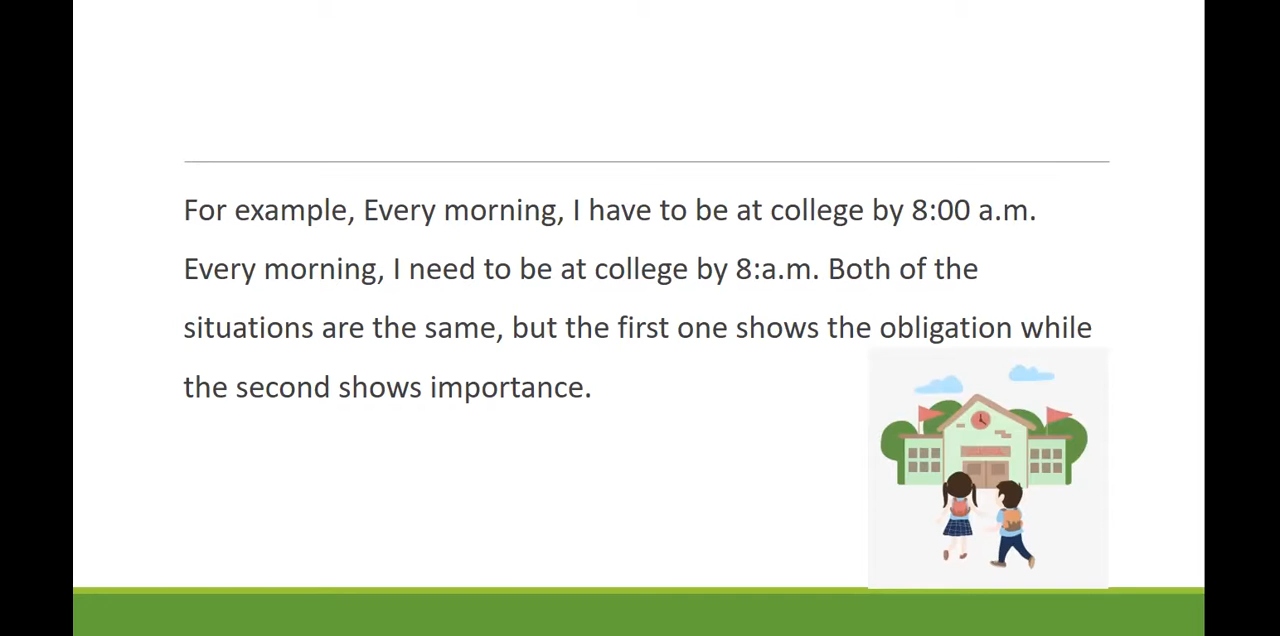 For example, Every morning, I have to be at college by 8:00 a.m.
Every morning, I need to be at college by 8:a.m. Both of the
situations are the same, but the first one shows the obligation while
the second shows importance.